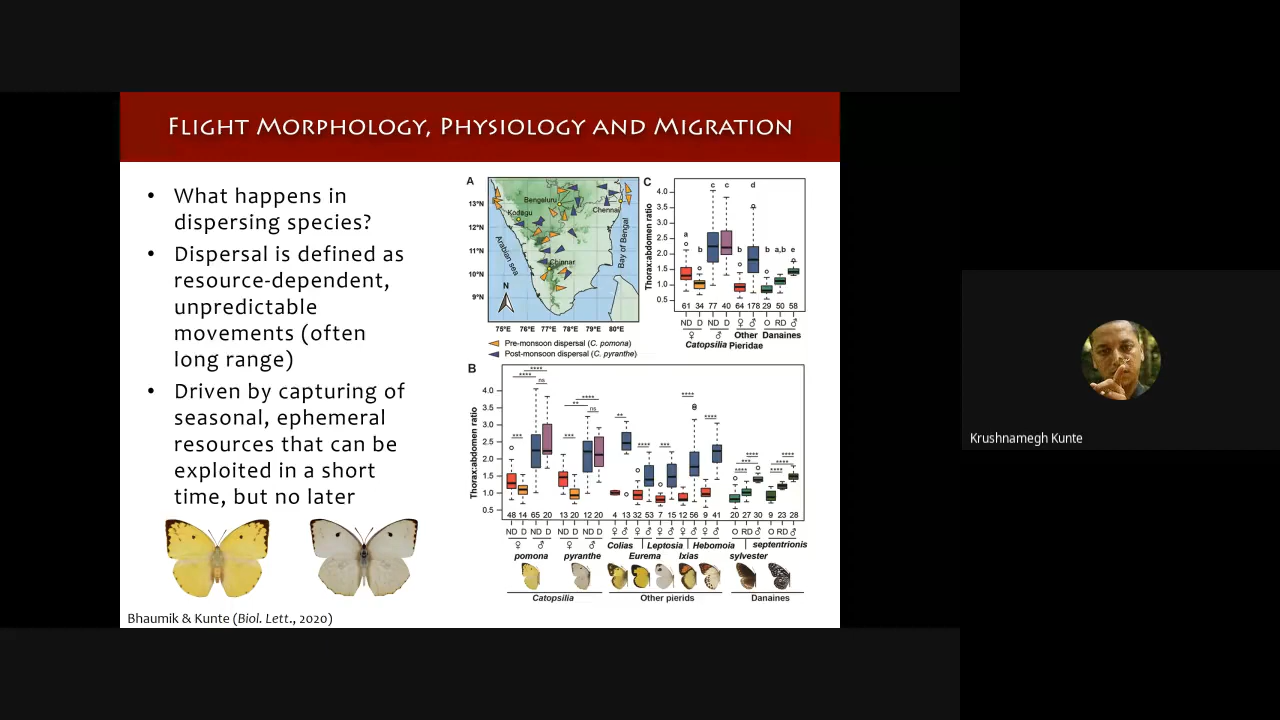 FLIGHT MORPHOLOGY, PHYSIOLOGY AND MIGRATION
• What happens in
dispersing species?
• Dispersal is defined as
resource-dependent,
unpredictable
movements (often
long range)
• Driven by capturing of
seasonal, ephemeral
resources that can be
exploited in a short
time, but no later
Bhaumik & Kunte (Biol. Lett., 2020)
A
Bengaluru
Kodagu
Chennai
Chinnar
Arabian sea
Bay of Bengal
N
13°N
12°N
11°N
10°N
9°N
75°E 76°E 77°E 78°E 79°E 80°E
Pre-monsoon dispersal (C. pomona)
Post-monsoon dispersal (C. pyranthe)
C
Thorax:abdomen ratio
4.0
3.5
3.0
2.5
2.0
1.5
1.0
0.5
a b c c b d b a,b e
61 34 77 40 64 178 29 50 58
ND D ND D ♀ ♂ O RD ♂
♀ ♂ Other Danaines
Catopsilia Pieridae
B
Thorax:abdomen ratio
4.0
3.5
3.0
2.5
2.0
1.5
1.0
0.5
**** **** ns *** **** ** ns *** ** **** *** **** **** **** *** **** **** **** ****
48 14 65 20 13 20 12 20 4 13 32 53 7 15 12 56 9 41 20 27 30 9 23 28
ND D ND D ND D ND D ♀ ♂ ♀ ♂ ♀ ♂ ♀ ♂ ♀ ♂ O RD ♂ O RD ♂
♀ ♂ ♀ ♂ Colias Leptosia Hebomoia septentrionis
pomona pyranthe Eurema Ixias sylvester
Catopsilia Other pierids Danaines
Krushnamegh Kunte